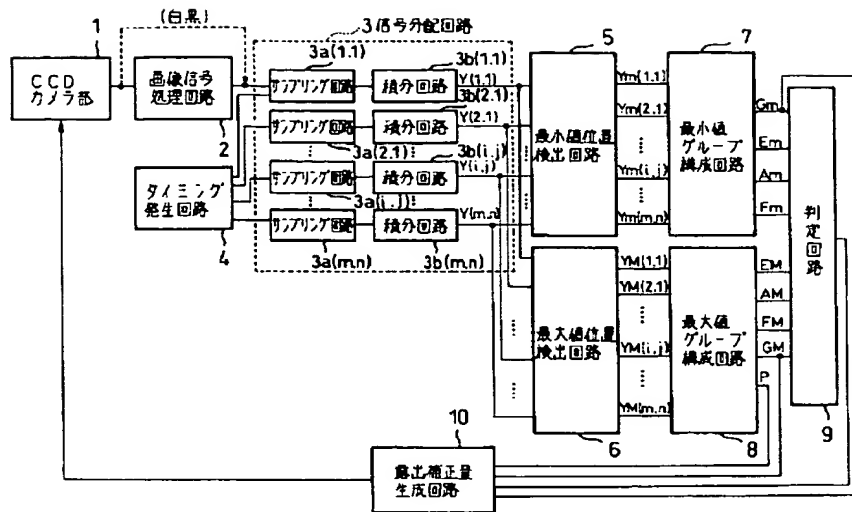 (白黒)
1
CCD
カメラ部
画像信号
処理回路
2
タイミング
発生回路
4
3 信号分配回路
3a(1.1)
3b(1.1)
サンプリング回路
積分回路
Y(1,1)
3b(2.1)
サンプリング回路
積分回路
Y(2,1)
3a(2.1)
3b(i,j)
サンプリング回路
積分回路
Y(i,j)
3a(i,j)
サンプリング回路
積分回路
Y(m,n)
3a(m,n)
3b(m,n)
5
最小値位置
検出回路
Ym(1,1)
Ym(2,1)
Ym(i,j)
Ym(m,n)
7
最小値
グループ
構成回路
Gm
Em
Am
Fm
判定回路
9
最大値位置
検出回路
6
YM(1,1)
YM(2,1)
YM(i,j)
YM(m,n)
最大値
グループ
構成回路
8
EM
AM
FM
GM
P
10
露出補正量
生成回路